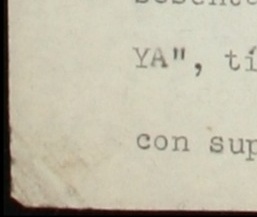 YA", tí
con sup